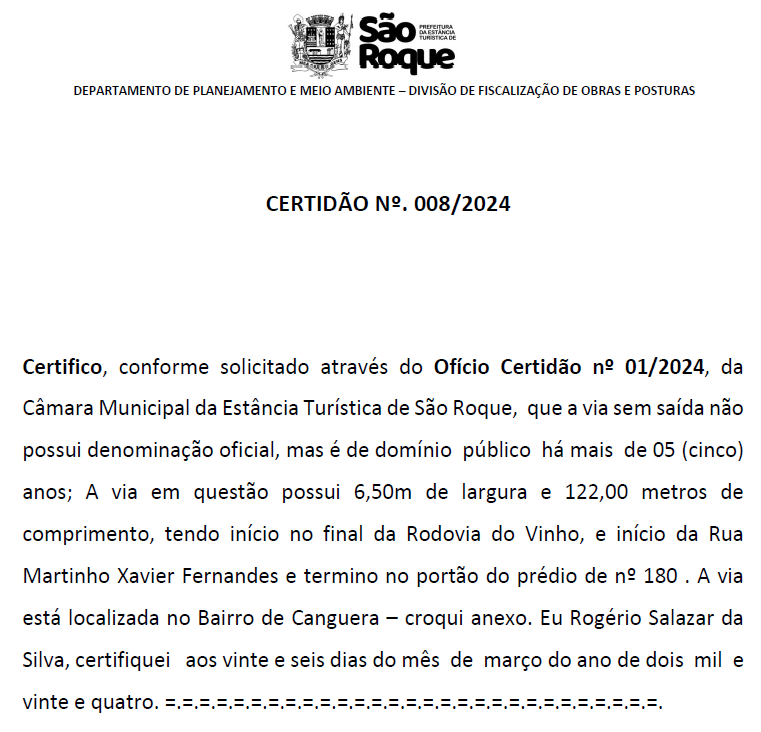 São Roque
PREFEITURA
DA ESTÂNCIA
TURÍSTICA DE
DEPARTAMENTO DE PLANEJAMENTO E MEIO AMBIENTE – DIVISÃO DE FISCALIZAÇÃO DE OBRAS E POSTURAS
CERTIDÃO Nº. 008/2024
Certifico, conforme solicitado através do Ofício Certidão nº 01/2024, da
Câmara Municipal da Estância Turística de São Roque, que a via sem saída não
possui denominação oficial, mas é de domínio público há mais de 05 (cinco)
anos; A via em questão possui 6,50m de largura e 122,00 metros de
comprimento, tendo início no final da Rodovia do Vinho, e início da Rua
Martinho Xavier Fernandes e termino no portão do prédio de nº 180 . A via
está localizada no Bairro de Canguera – croqui anexo. Eu Rogério Salazar da
Silva, certifiquei aos vinte e seis dias do mês de março do ano de dois mil e
vinte e quatro. =.=.=.=.=.=.=.=.=.=.=.=.=.=.=.=.=.=.=.=.=.=.=.=.=.=.=.=.=.